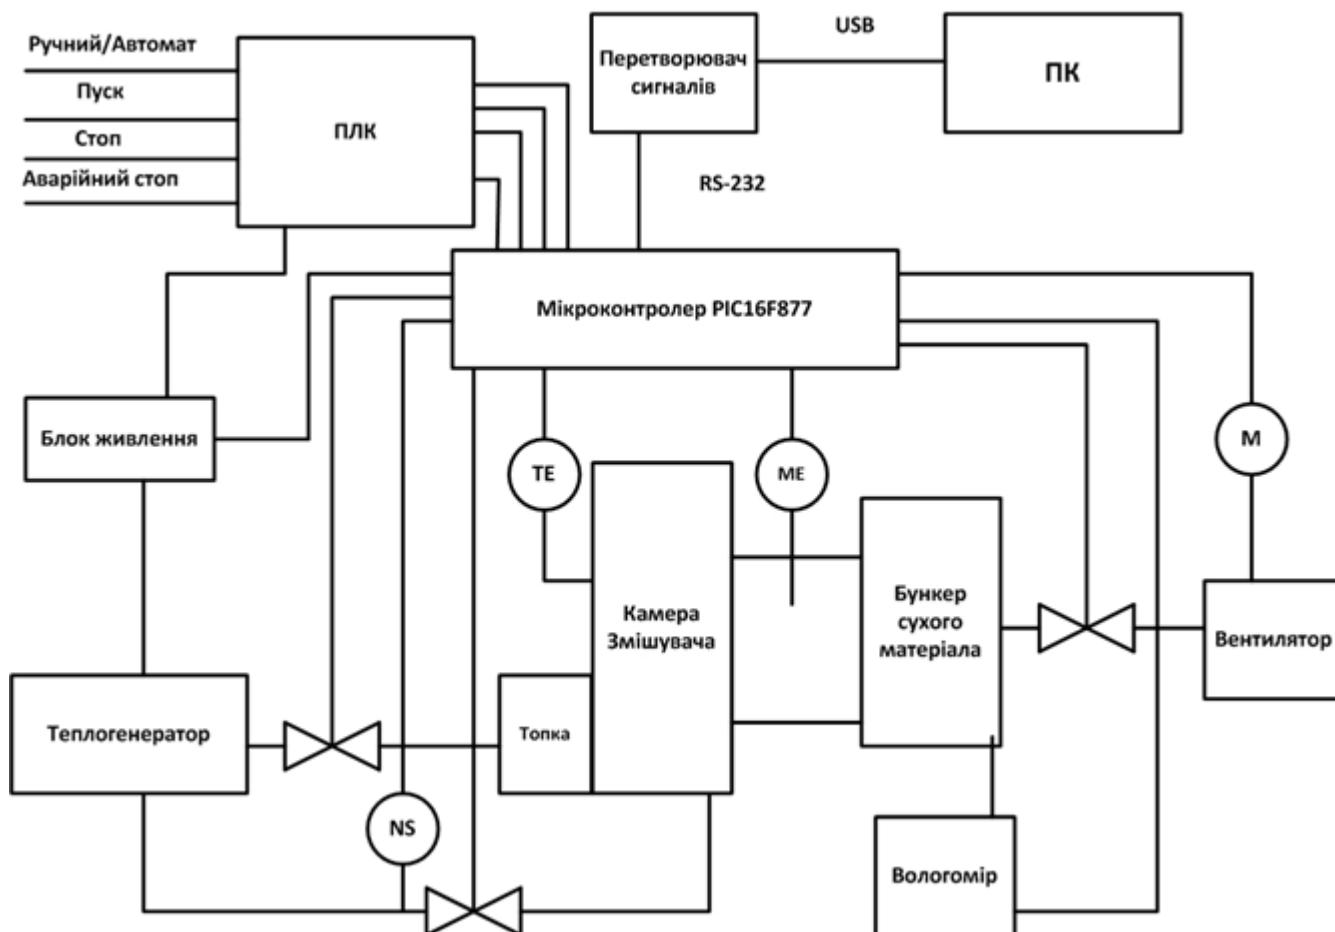 Ручний/Автомат
Пуск
Стоп
Аварійний стоп
ПЛК
Перетворювач
сигналів
USB
ПК
RS-232
Мікроконтролер PIC16F877
Блок живлення
TE
ME
M
Камера
Змішувача
Бункер
сухого
матеріала
Вентилятор
Теплогенератор
Топка
NS
Вологомір